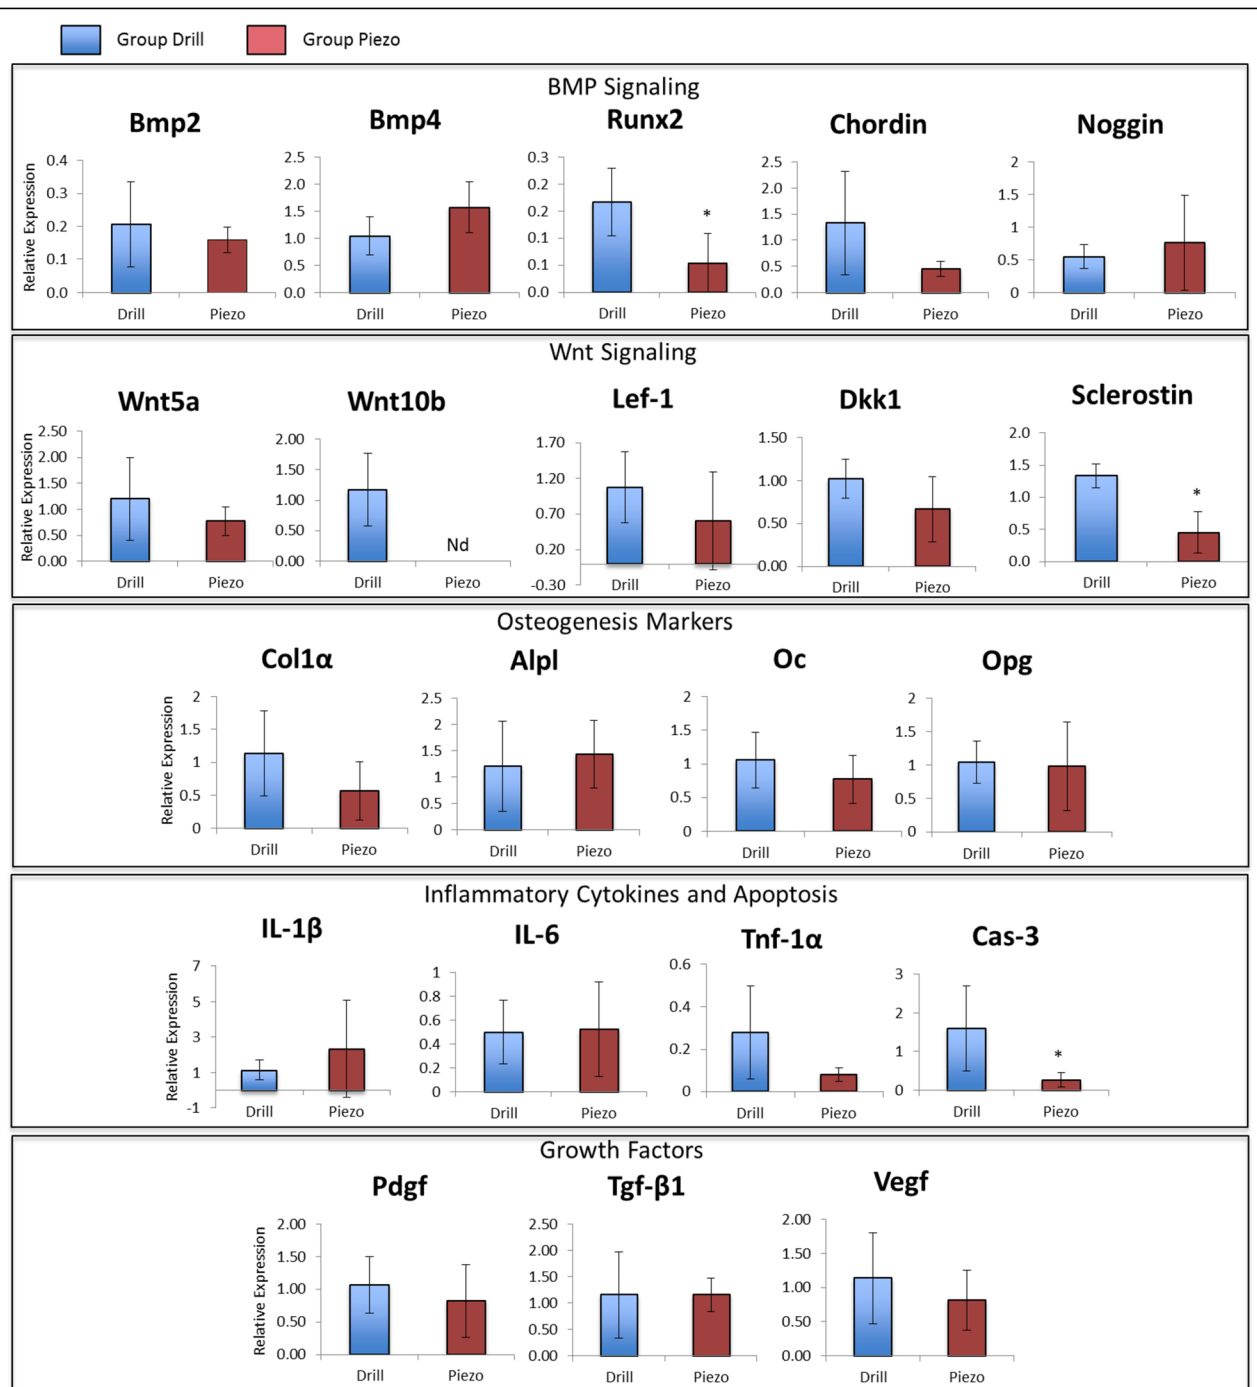 Group Drill Group Piezo
BMP Signaling
Bmp2 Bmp4 Runx2 Chordin Noggin
Relative Expression
0.4
0.3
0.2
0.1
0.0
Drill Piezo
2.5
2.0
1.5
1.0
0.5
0.0
Drill Piezo
0.3
0.2
0.2
0.1
0.1
0.0
*
Drill Piezo
2.5
2.0
1.5
1.0
0.5
0.0
Drill Piezo
2
1.5
1
0.5
0
Drill Piezo
Wnt Signaling
Wnt5a Wnt10b Lef-1 Dkk1 Sclerostin
Relative Expression
2.50
2.00
1.50
1.00
0.50
0.00
Drill Piezo
2.00
1.50
1.00
0.50
0.00
Nd
Drill Piezo
1.70
1.20
0.70
0.20
-0.30
Drill Piezo
1.50
1.00
0.50
0.00
Drill Piezo
2.0
1.5
1.0
0.5
0.0
*
Drill Piezo
Osteogenesis Markers
Col1α Alpl Oc Opg
Relative Expression
2
1.5
1
0.5
0
Drill Piezo
2.5
2
1.5
1
0.5
0
Drill Piezo
2
1.5
1
0.5
0
Drill Piezo
2
1.5
1
0.5
0
Drill Piezo
Inflammatory Cytokines and Apoptosis
IL-1β IL-6 Tnf-1α Cas-3
Relative Expression
7
5
3
1
-1
Drill Piezo
1
0.8
0.6
0.4
0.2
0
Drill Piezo
0.6
0.4
0.2
0
Drill Piezo
3
2
1
0
*
Drill Piezo
Growth Factors
Pdgf Tgf-β1 Vegf
Relative Expression
2.00
1.50
1.00
0.50
0.00
Drill Piezo
2.50
2.00
1.50
1.00
0.50
0.00
Drill Piezo
2.00
1.50
1.00
0.50
0.00
Drill Piezo